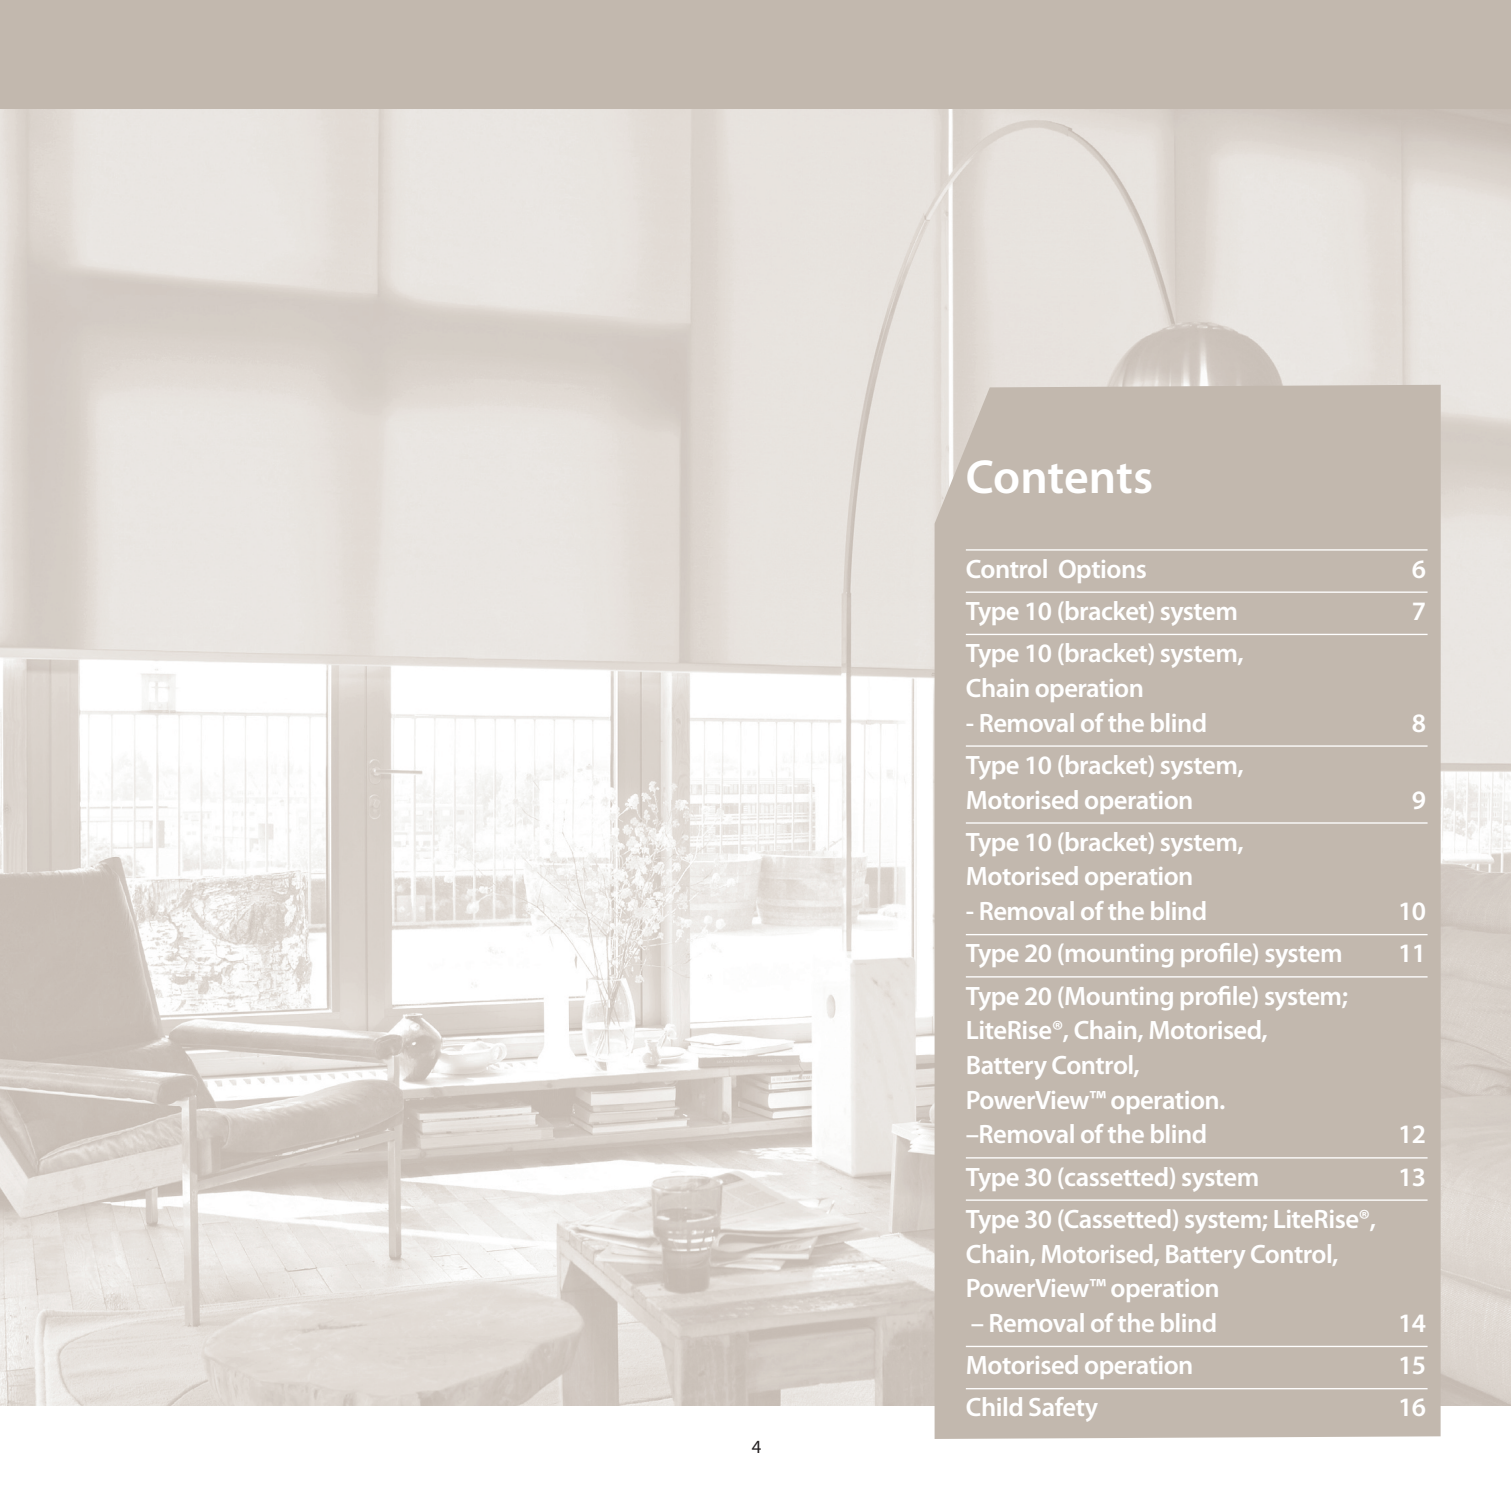 Contents
Control Options 6
Type 10 (bracket) system 7
Type 10 (bracket) system,
Chain operation
- Removal of the blind 8
Type 10 (bracket) system,
Motorised operation 9
Type 10 (bracket) system,
Motorised operation
- Removal of the blind 10
Type 20 (mounting profile) system 11
Type 20 (Mounting profile) system;
LiteRise®, Chain, Motorised,
Battery Control,
PowerView™ operation.
–Removal of the blind 12
Type 30 (cassetted) system 13
Type 30 (Cassetted) system; LiteRise®,
Chain, Motorised, Battery Control,
PowerView™ operation
– Removal of the blind 14
Motorised operation 15
Child Safety 16
4